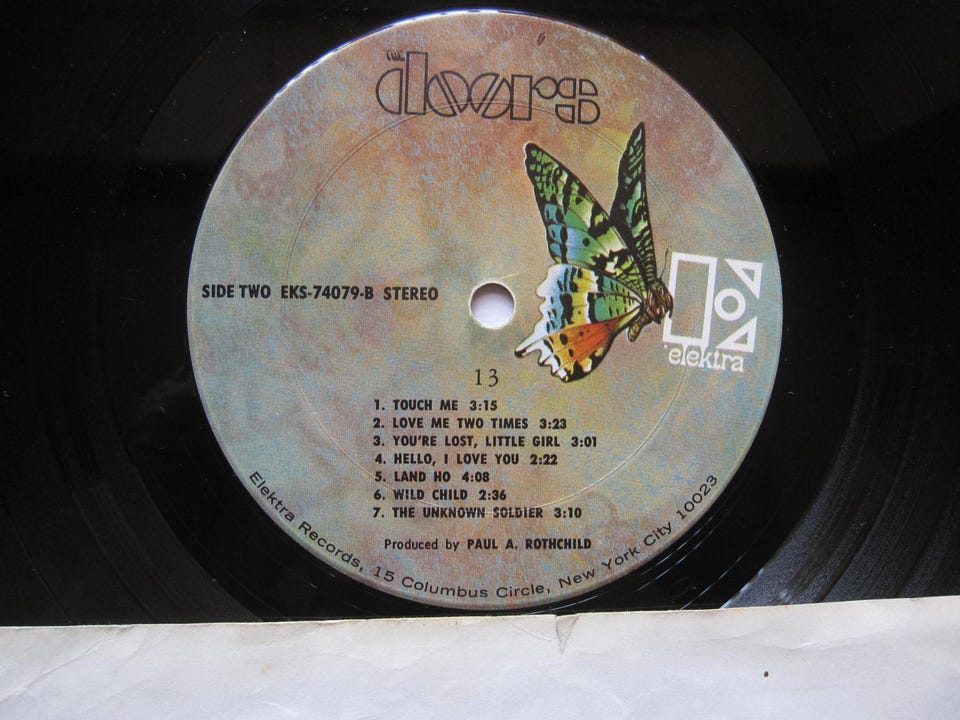 THE
doors
elektra
SIDE TWO EKS-74079-B STEREO
13
1. TOUCH ME 3:15
2. LOVE ME TWO TIMES 3:23
3. YOU'RE LOST, LITTLE GIRL 3:01
4. HELLO, I LOVE YOU 2:22
5. LAND HO 4:08
6. WILD CHILD 2:36
7. THE UNKNOWN SOLDIER 3:10
Produced by PAUL A. ROTHCHILD
Elektra Records, 15 Columbus Circle, New York City 10023